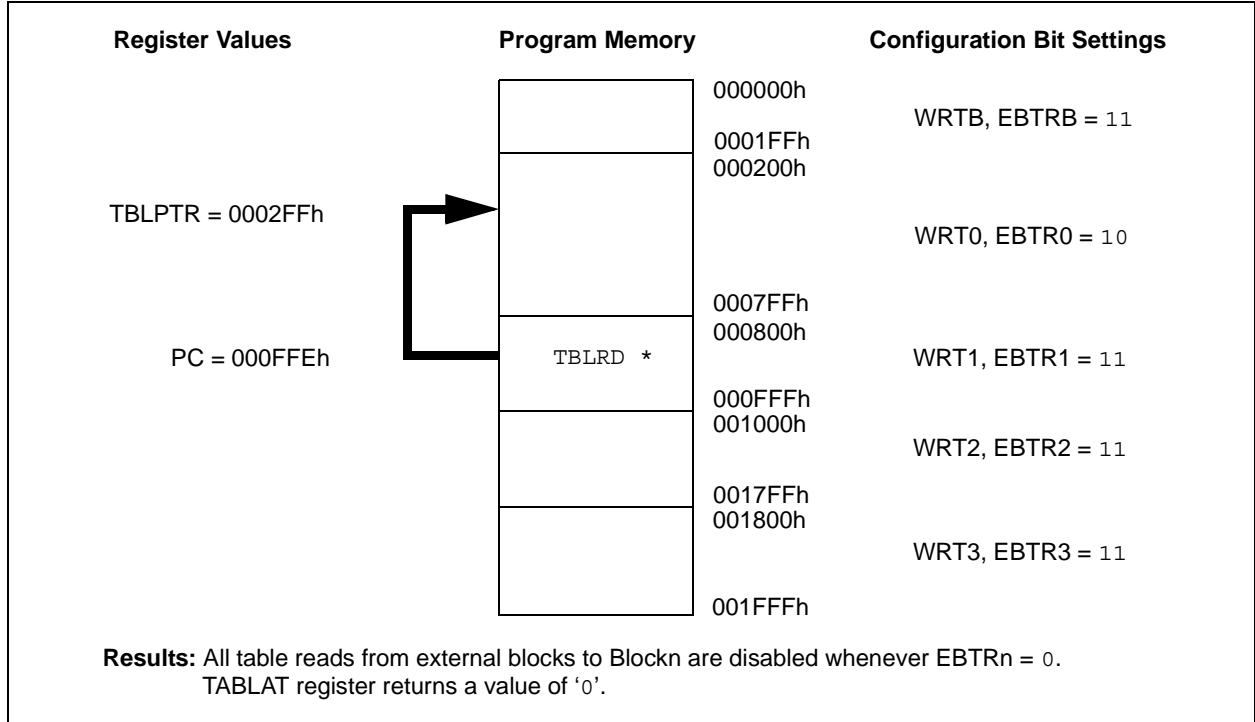 Register Values
Program Memory
Configuration Bit Settings
000000h
WRTB, EBTRB = 11
0001FFh
000200h
TBLPTR = 0002FFh
WRT0, EBTR0 = 10
0007FFh
000800h
PC = 000FFEh
TBLRD *
WRT1, EBTR1 = 11
000FFFh
001000h
WRT2, EBTR2 = 11
0017FFh
001800h
WRT3, EBTR3 = 11
001FFFh
Results: All table reads from external blocks to Blockn are disabled whenever EBTRn = 0.
TABLAT register returns a value of ‘0’.